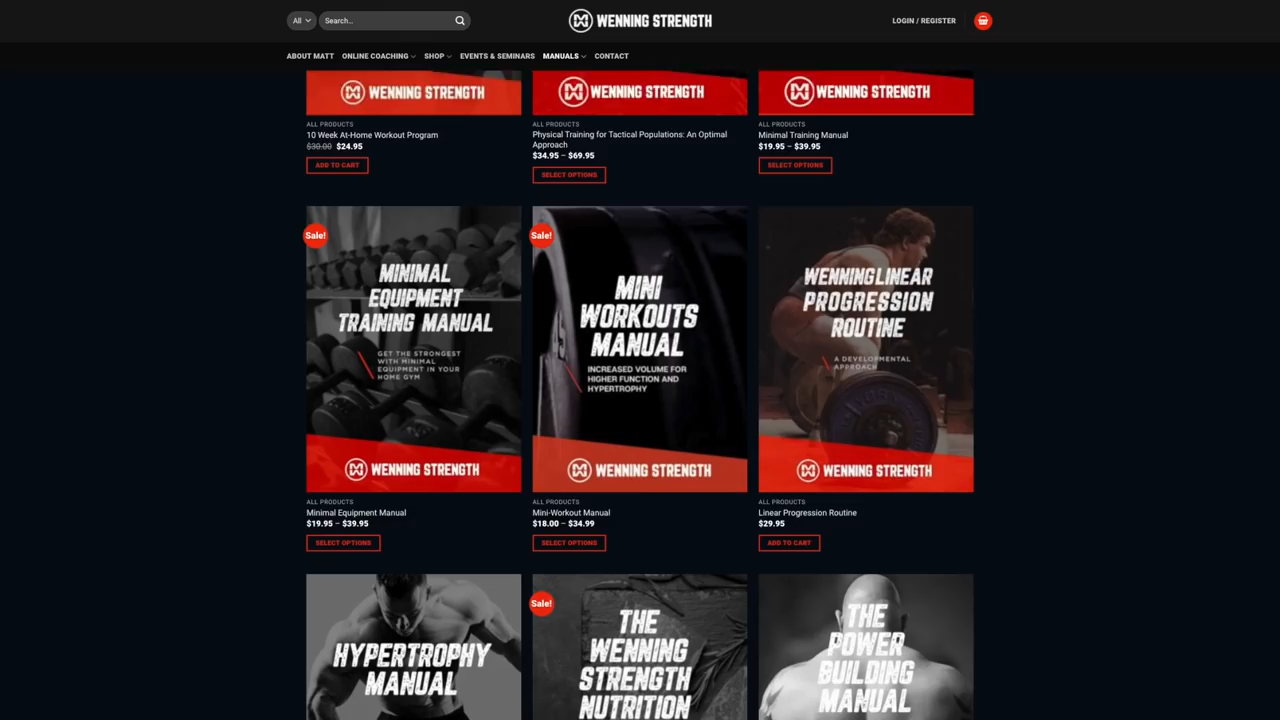 All
Search...
WENNING STRENGTH
LOGIN / REGISTER
ABOUT MATT
ONLINE COACHING
SHOP
EVENTS & SEMINARS
MANUALS
CONTACT
WENNING STRENGTH
WENNING STRENGTH
WENNING STRENGTH
ALL PRODUCTS
10 Week At-Home Workout Program
$30.00 $24.95
ADD TO CART
ALL PRODUCTS
Physical Training for Tactical Populations: An Optimal
Approach
$34.95 – $69.95
SELECT OPTIONS
ALL PRODUCTS
Minimal Training Manual
$19.95 – $39.95
SELECT OPTIONS
Sale!
MINIMAL
EQUIPMENT
TRAINING MANUAL
GET THE STRONGEST
WITH MINIMAL
EQUIPMENT IN YOUR
HOME GYM
WENNING STRENGTH
ALL PRODUCTS
Minimal Equipment Manual
$19.95 – $39.95
SELECT OPTIONS
Sale!
MINI
WORKOUTS
MANUAL
INCREASED VOLUME FOR
HIGHER FUNCTION AND
HYPERTROPHY
WENNING STRENGTH
ALL PRODUCTS
Mini-Workout Manual
$18.00 – $34.99
SELECT OPTIONS
WENNING LINEAR
PROGRESSION
ROUTINE
A DEVELOPMENTAL
APPROACH
WENNING STRENGTH
ALL PRODUCTS
Linear Progression Routine
$29.95
ADD TO CART
HYPERTROPHY
MANUAL
Sale!
THE
WENNING
STRENGTH
NUTRITION
THE
POWER
BUILDING
MANUAL